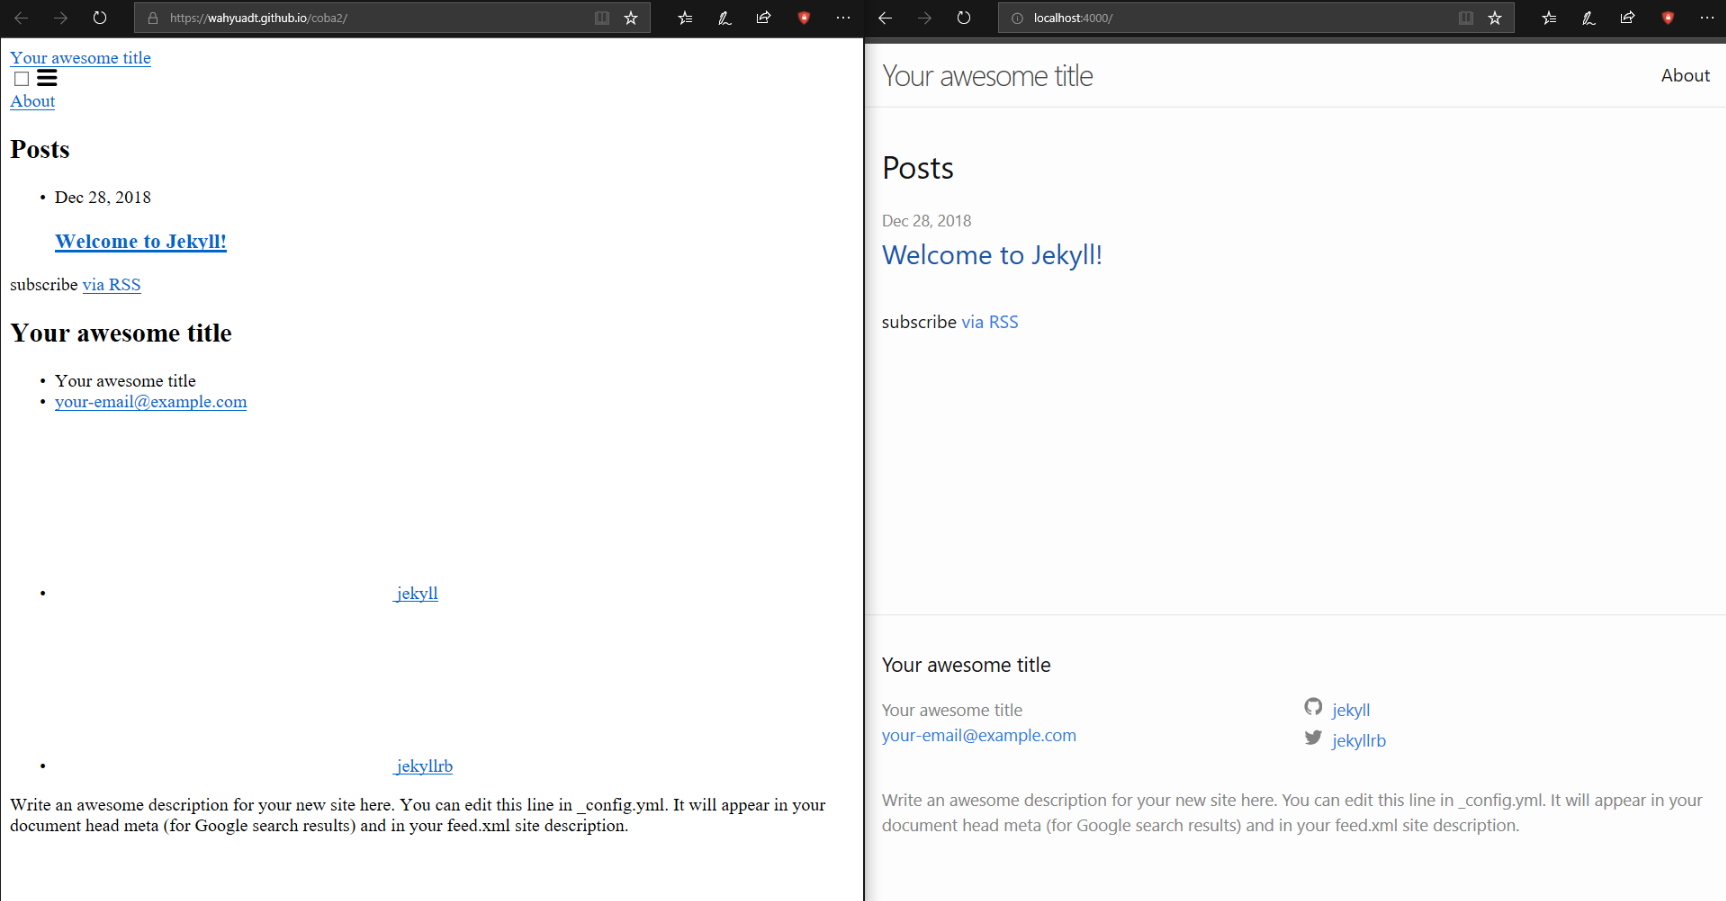 https://wahyuadt.github.io/coba2/
Your awesome title
About
Posts
Dec 28, 2018
Welcome to Jekyll!
subscribe via RSS
Your awesome title
Your awesome title
your-email@example.com
jekyll
jekyllrb
Write an awesome description for your new site here. You can edit this line in _config.yml. It will appear in your
document head meta (for Google search results) and in your feed.xml site description.
localhost:4000/
Your awesome title
About
Posts
Dec 28, 2018
Welcome to Jekyll!
subscribe via RSS
Your awesome title
Your awesome title
your-email@example.com
jekyll
jekyllrb
Write an awesome description for your new site here. You can edit this line in _config.yml. It will appear in your
document head meta (for Google search results) and in your feed.xml site description.